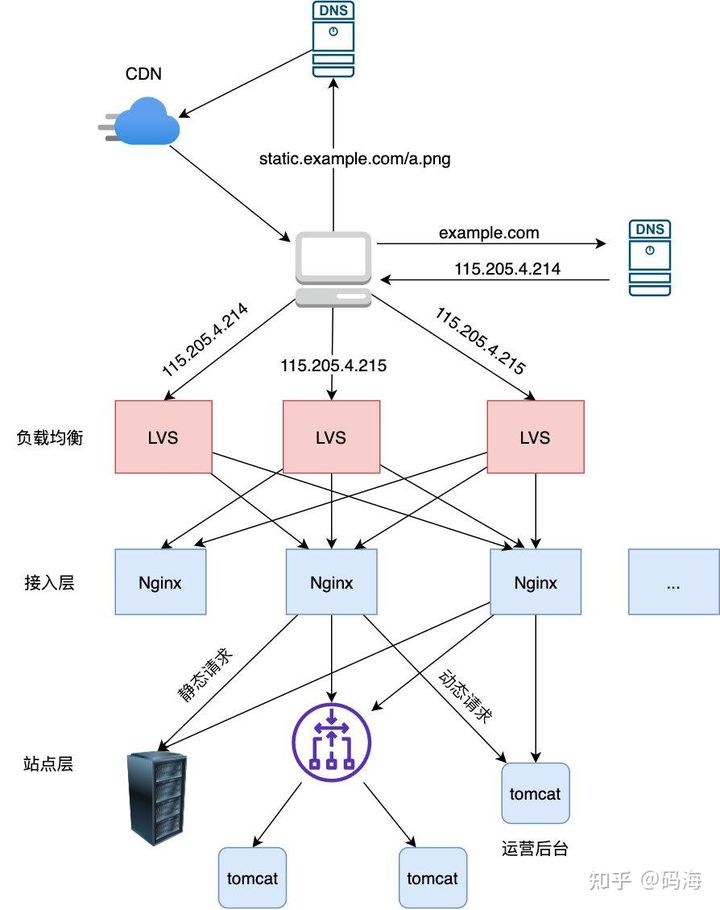 DNS
CDN
static.example.com/a.png
example.com
DNS
115.205.4.214
115.205.4.214
115.205.4.215
115.205.4.215
负载均衡
LVS
LVS
LVS
接入层
Nginx
Nginx
Nginx
...
静态请求
动态请求
站点层
tomcat
运营后台
tomcat
tomcat
知乎 @码海